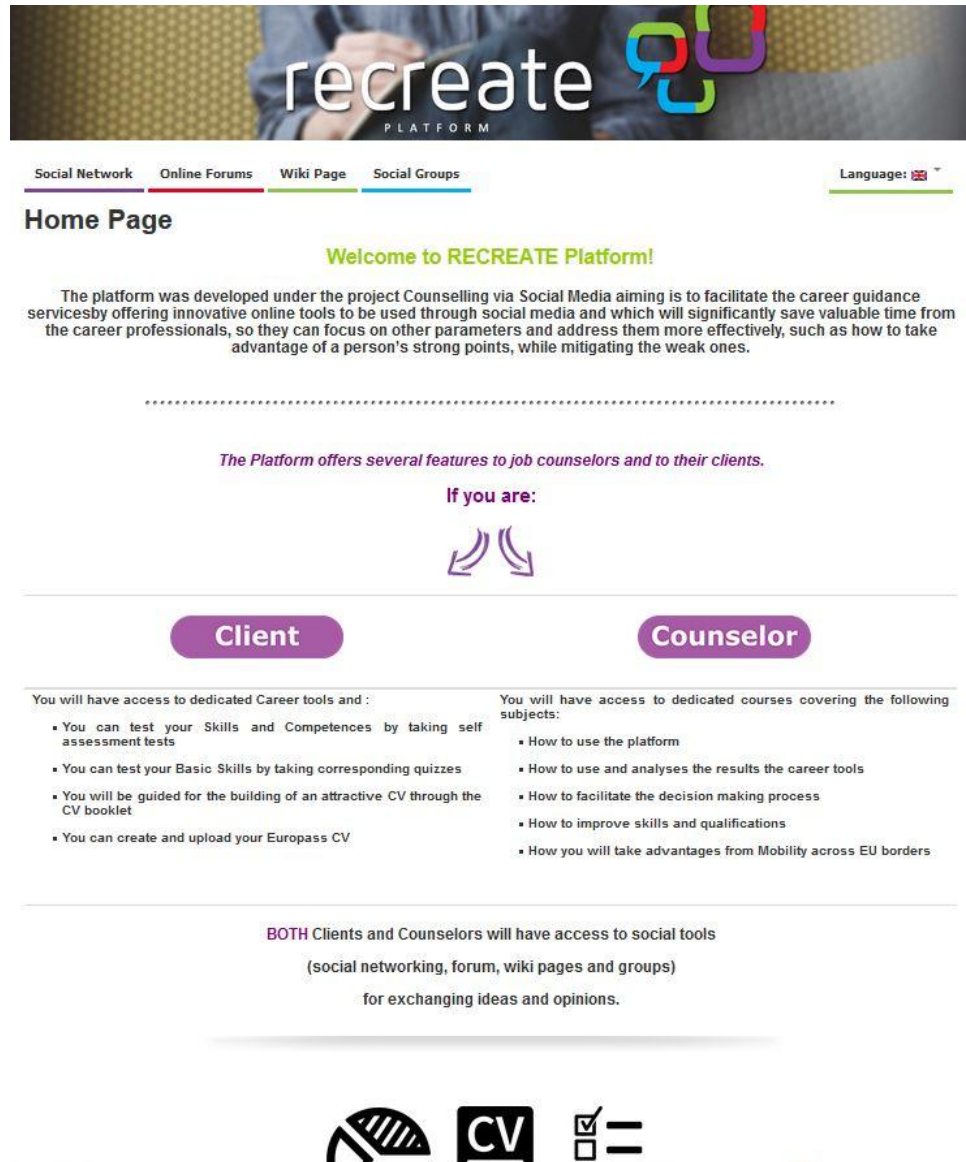 recreate
PLATFORM
Social Network Online Forums Wiki Page Social Groups Language:
Home Page
Welcome to RECREATE Platform!
The platform was developed under the project Counselling via Social Media aiming is to facilitate the career guidance
servicesby offering innovative online tools to be used through social media and which will significantly save valuable time from
the career professionals, so they can focus on other parameters and address them more effectively, such as how to take
advantage of a person's strong points, while mitigating the weak ones.
The Platform offers several features to job counselors and to their clients.
If you are:
Client
You will have access to dedicated Career tools and :
▪ You can test your Skills and Competences by taking self
assessment tests
▪ You can test your Basic Skills by taking corresponding quizzes
▪ You will be guided for the building of an attractive CV through the
CV booklet
▪ You can create and upload your Europass CV
Counselor
You will have access to dedicated courses covering the following
subjects:
▪ How to use the platform
▪ How to use and analyses the results the career tools
▪ How to facilitate the decision making process
▪ How to improve skills and qualifications
▪ How you will take advantages from Mobility across EU borders
BOTH Clients and Counselors will have access to social tools
(social networking, forum, wiki pages and groups)
for exchanging ideas and opinions.
CV